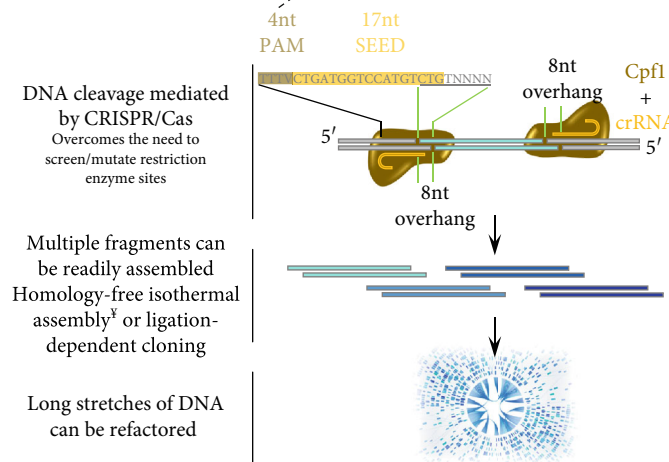 4nt 17nt
PAM SEED
TTTVCTGATGGTCCATGTCTGTNNNN
Cpf1
+
crRNA
8nt
overhang
DNA cleavage mediated
by CRISPR/Cas
Overcomes the need to
screen/mutate restriction
enzyme sites
5′
5′
8nt
overhang
Multiple fragments can
be readily assembled
Homology-free isothermal
assembly¥ or ligation-
dependent cloning
Long stretches of DNA
can be refactored